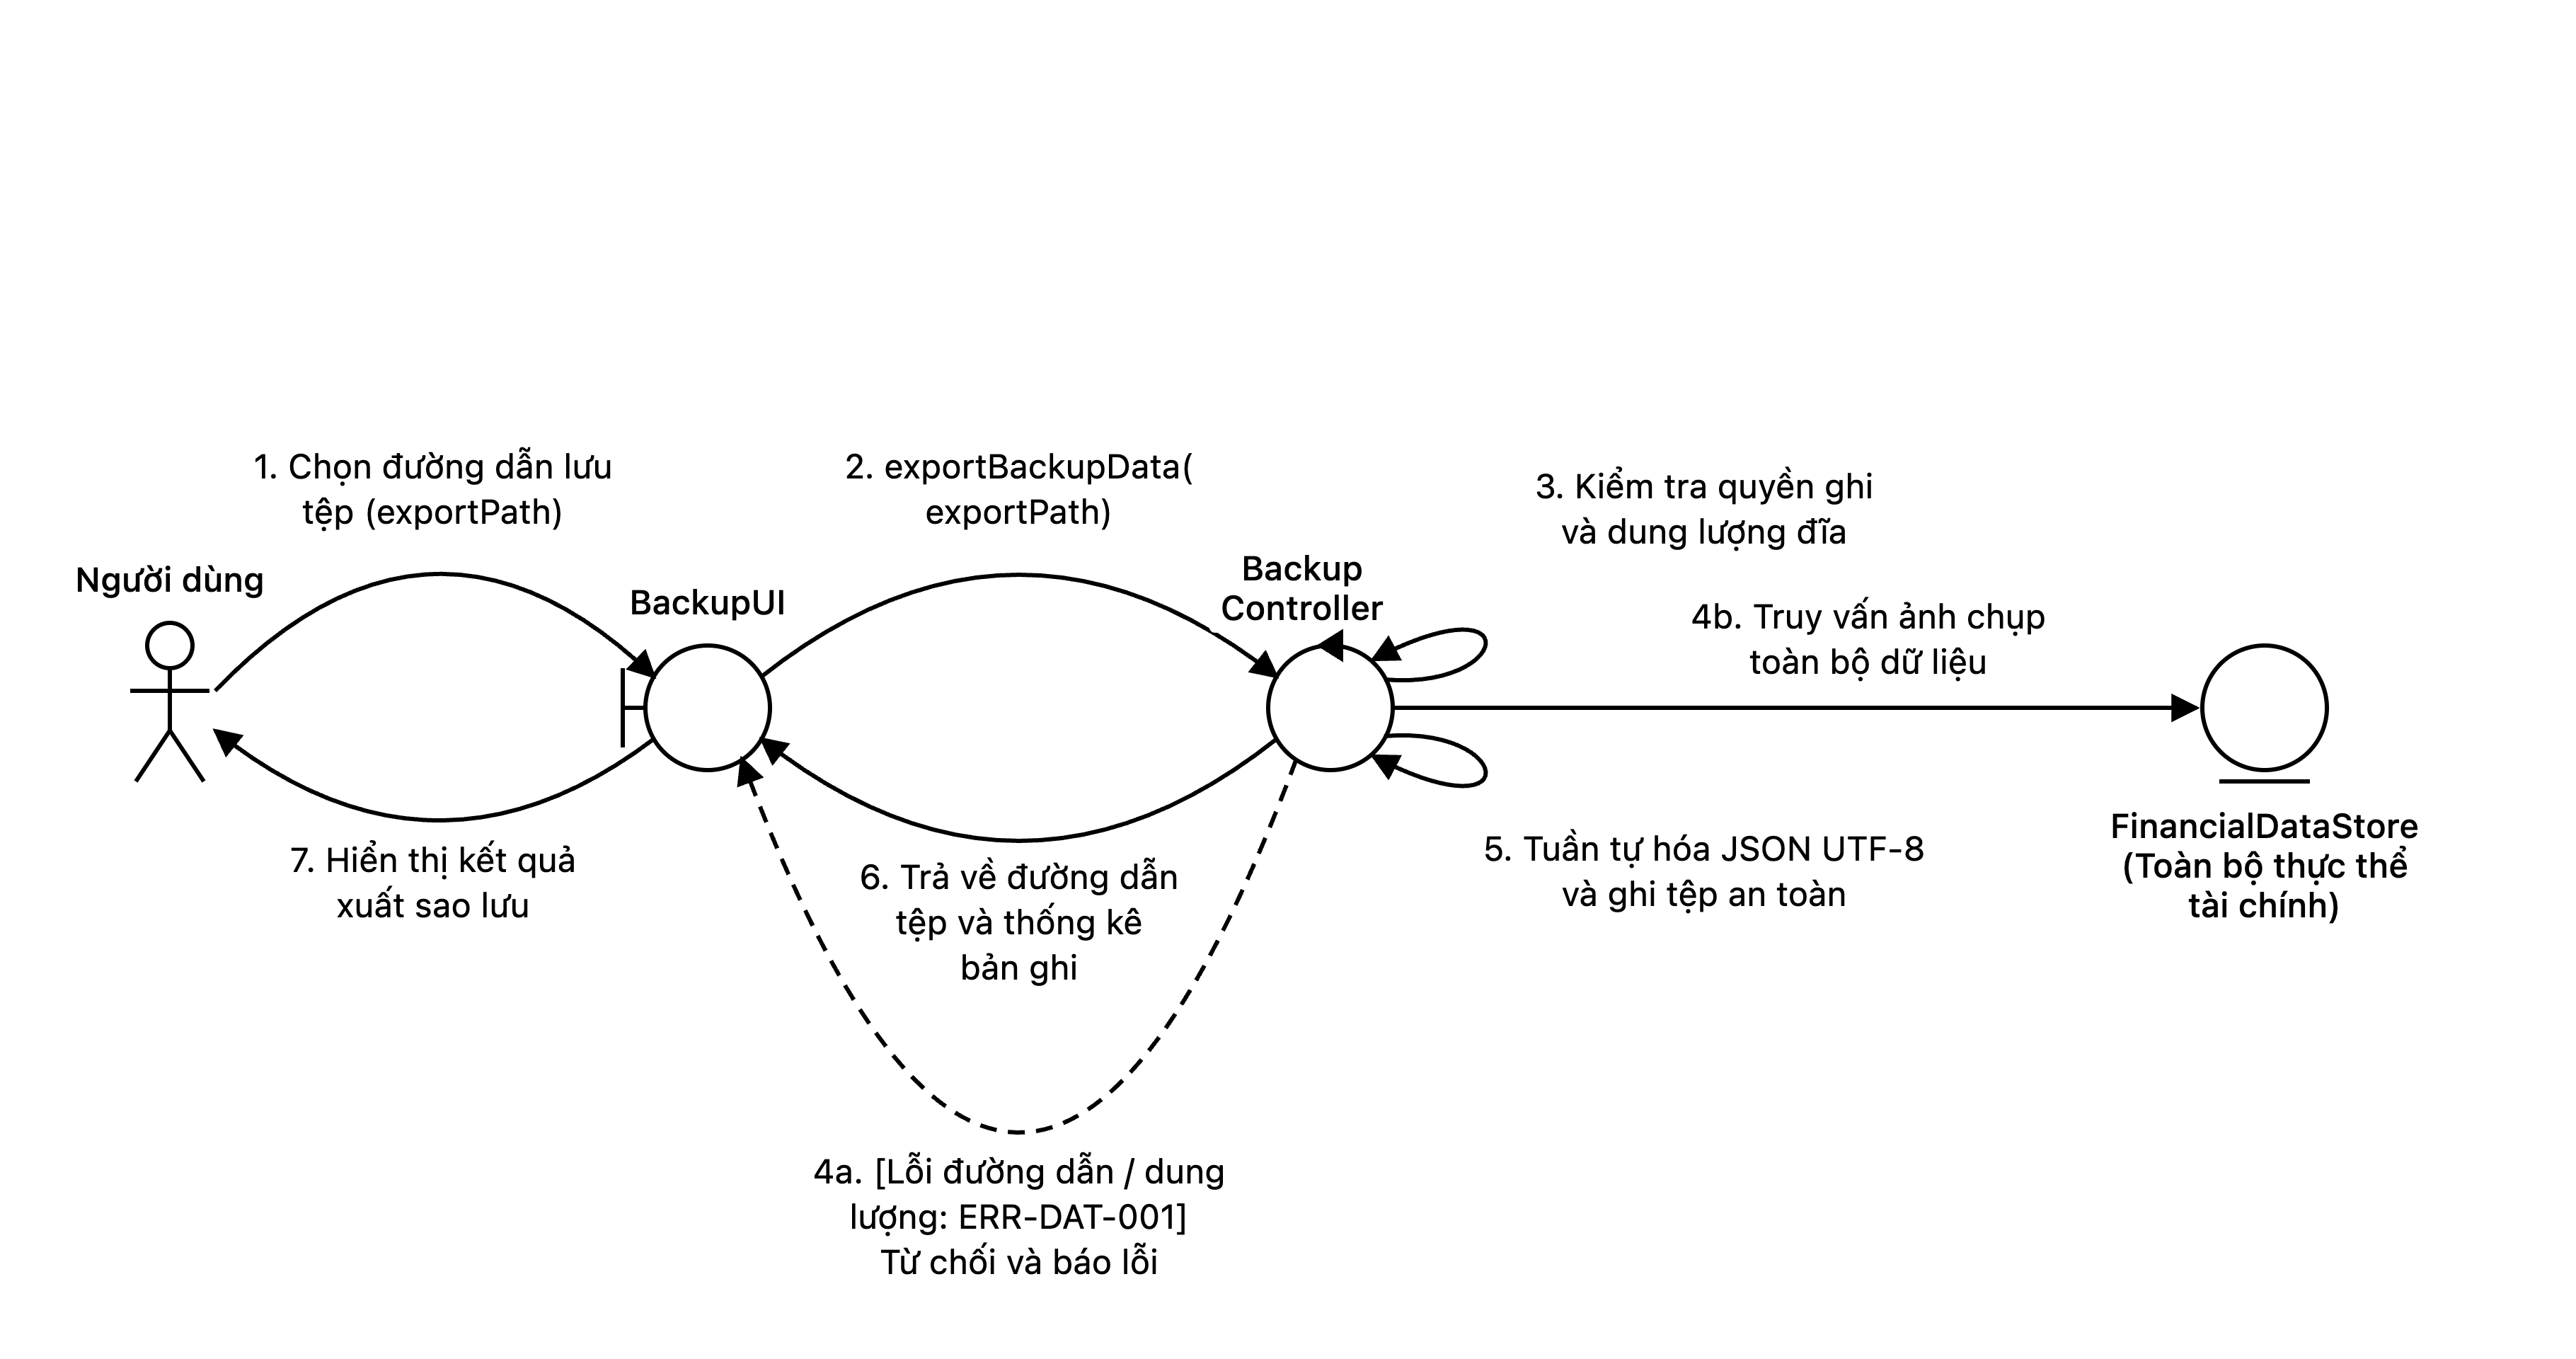 1. Chọn đường dẫn lưu
tệp (exportPath)
2. exportBackupData(
exportPath)
3. Kiểm tra quyền ghi
và dung lượng đĩa
Người dùng
BackupUI
Backup
Controller
4b. Truy vấn ảnh chụp
toàn bộ dữ liệu
7. Hiển thị kết quả
xuất sao lưu
6. Trả về đường dẫn
tệp và thống kê
bản ghi
5. Tuần tự hóa JSON UTF-8
và ghi tệp an toàn
FinancialDataStore
(Toàn bộ thực thể
tài chính)
4a. [Lỗi đường dẫn / dung
lượng: ERR-DAT-001]
Từ chối và báo lỗi